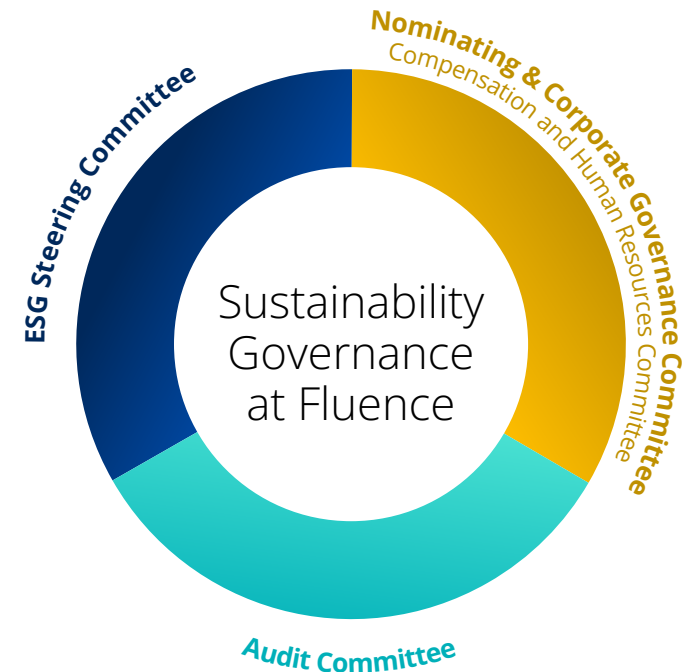 Nominating & Corporate Governance Committee
Compensation and Human Resources Committee
ESG Steering Committee
Sustainability
Governance
at Fluence
Audit Committee